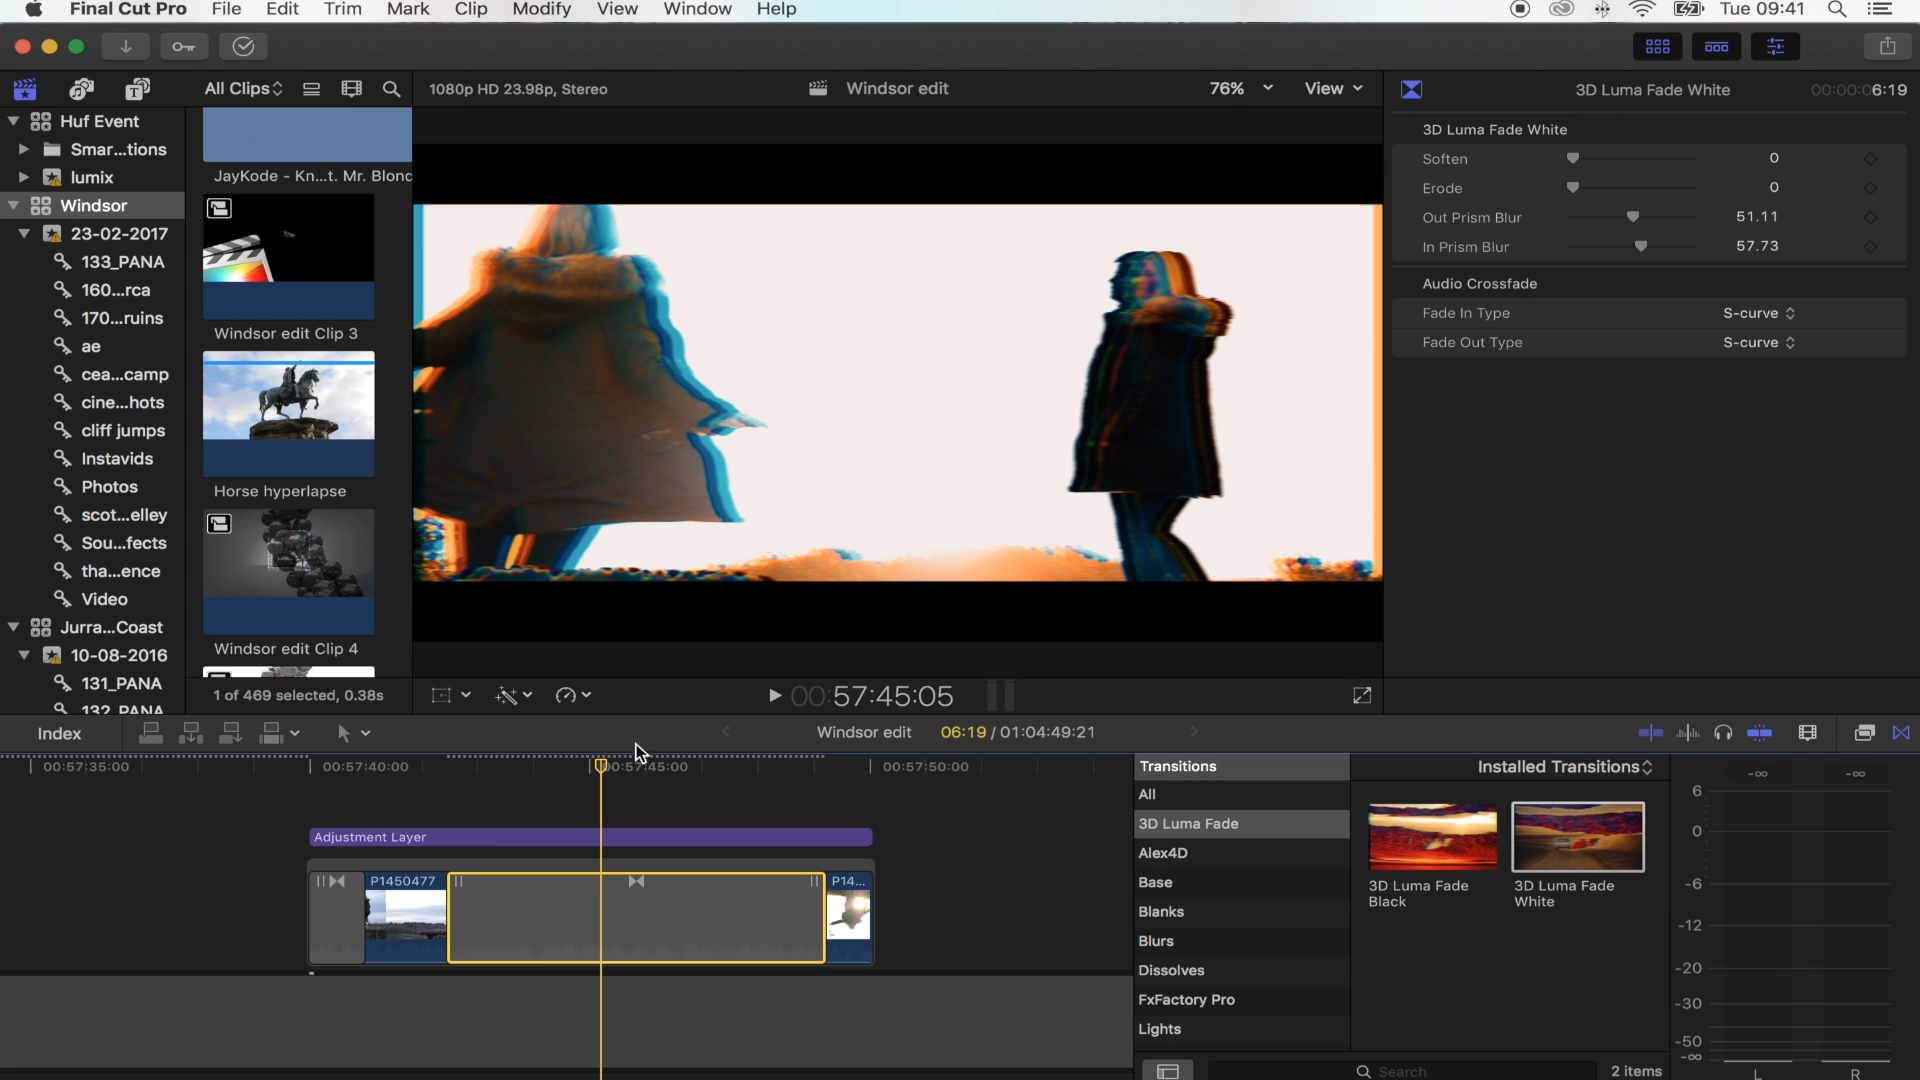 Final Cut Pro File Edit Trim Mark Clip Modify View Window Help Tue 09:41
All Clips 1080p HD 23.98p, Stereo Windsor edit 76% View 3D Luma Fade White 00:00:06:19
Huf Event
Smar...tions
lumix
Windsor
23-02-2017
133_PANA
160...rca
170...ruins
ae
cea...camp
cine...hots
cliff jumps
Instavids
Photos
scot...elley
Sou...fects
tha...ence
Video
Jurra...Coast
10-08-2016
131_PANA
132_PANA
JayKode - Kn...t. Mr. Blond
Title
Windsor edit Clip 3
Horse hyperlapse
Windsor edit Clip 4
1 of 469 selected, 0.38s
00:57:45:05
3D Luma Fade White
Soften 0
Erode 0
Out Prism Blur 51.11
In Prism Blur 57.73
Audio Crossfade
Fade In Type S-curve
Fade Out Type S-curve
Index Windsor edit 06:19 / 01:04:49:21
00:57:35:00 00:57:40:00 00:57:45:00 00:57:50:00
Adjustment Layer
P1450477 P14...
Transitions
All
3D Luma Fade
Alex4D
Base
Blanks
Blurs
Dissolves
FxFactory Pro
Lights
Installed Transitions
3D Luma Fade
Black
3D Luma Fade
White
Search 2 items
-∞ -∞
6
0
-6
-12
-20
-30
-50
-∞
L R